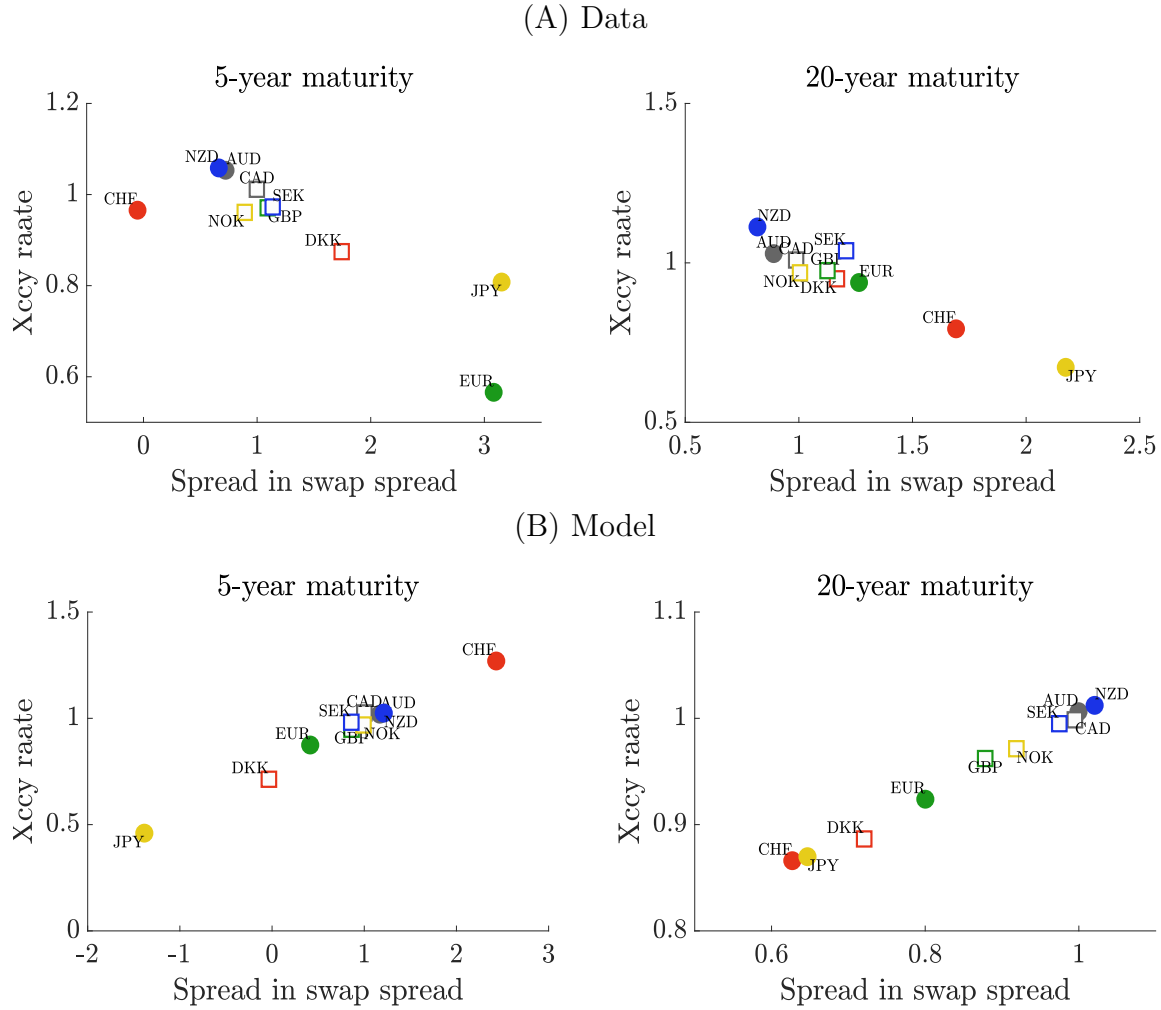 (A) Data
5-year maturity
1.2
1
0.8
0.6
0
1
2
3
Xccy raate
Spread in swap spread
NZD
AUD
CAD
CHF
SEK
NOK
GBP
DKK
JPY
EUR
20-year maturity
1.5
1
0.5
0.5
1
1.5
2
2.5
Xccy raate
Spread in swap spread
NZD
AUD
CAD
SEK
GBP
EUR
NOK
DKK
CHF
JPY
(B) Model
5-year maturity
1.5
1
0.5
0
-2
-1
0
1
2
3
Xccy raate
Spread in swap spread
CHF
CAD
AUD
SEK
NZD
EUR
GBP
NOK
DKK
JPY
20-year maturity
1.1
1
0.9
0.8
0.6
0.8
1
Xccy raate
Spread in swap spread
NZD
AUD
SEK
CAD
NOK
GBP
EUR
DKK
CHF
JPY